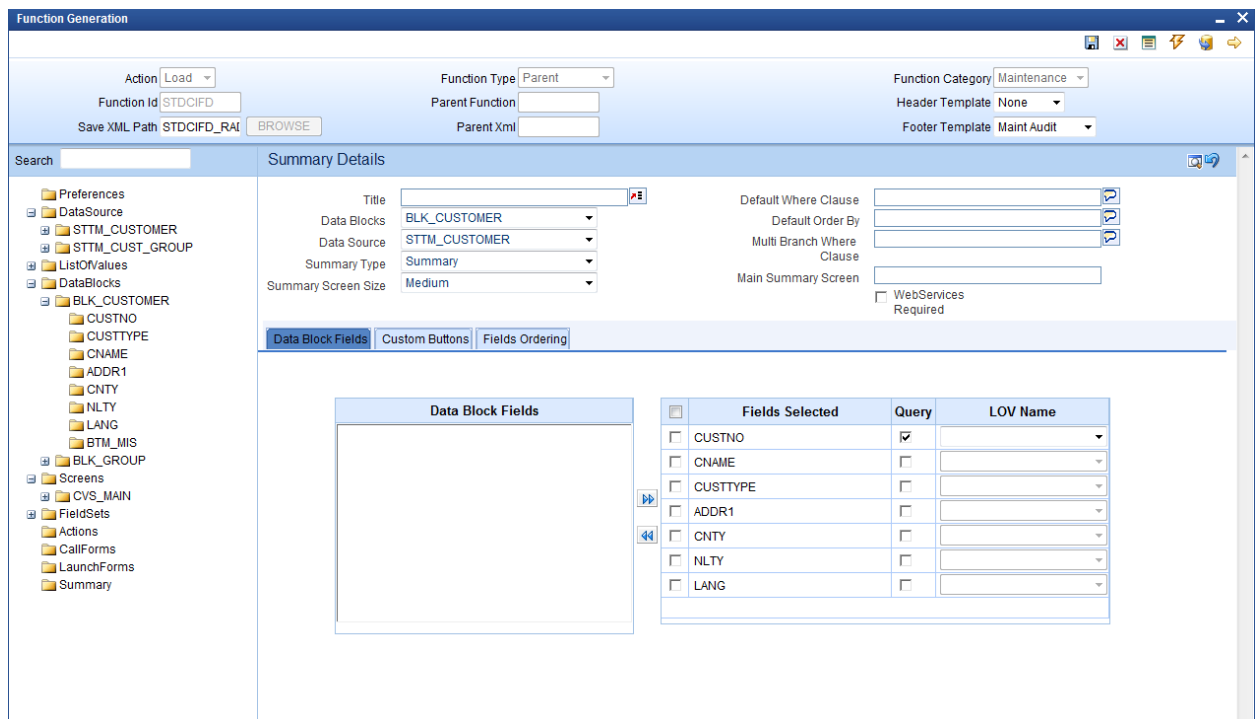 Function Generation
Action Load
Function Type Parent
Function Category Maintenance
Function Id STDCIFD
Parent Function
Header Template None
Save XML Path STDCIFD_RAD BROWSE
Parent Xml
Footer Template Maint Audit
Search
Summary Details
Preferences
DataSource
STTM_CUSTOMER
STTM_CUST_GROUP
ListOfValues
DataBlocks
BLK_CUSTOMER
CUSTNO
CUSTTYPE
CNAME
ADDR1
CNTY
NLTY
LANG
BTM_MIS
BLK_GROUP
Screens
CVS_MAIN
FieldSets
Actions
CallForms
LaunchForms
Summary
Title
Data Blocks BLK_CUSTOMER
Data Source STTM_CUSTOMER
Summary Type Summary
Summary Screen Size Medium
Default Where Clause
Default Order By
Multi Branch Where
Clause
Main Summary Screen
WebServices
Required
Data Block Fields Custom Buttons Fields Ordering
Data Block Fields
Fields Selected Query LOV Name
CUSTNO
CNAME
CUSTTYPE
ADDR1
CNTY
NLTY
LANG